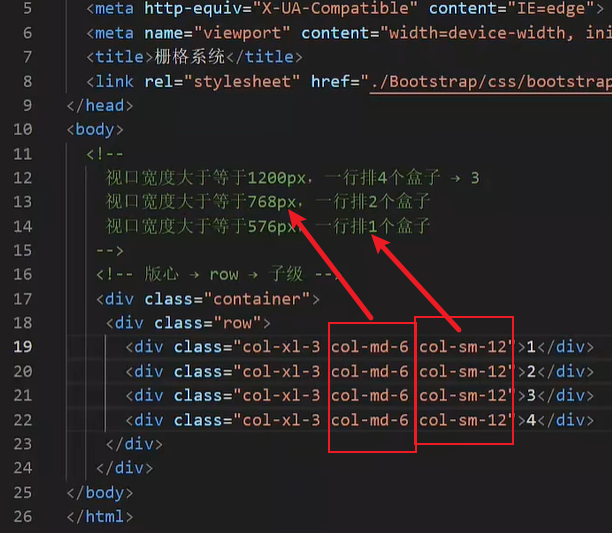 5 <meta http-equiv="X-UA-Compatible" content="IE=edge">
6 <meta name="viewport" content="width=device-width, ini
7 <title>栅格系统</title>
8 <link rel="stylesheet" href="./Bootstrap/css/bootstrap
9 </head>
10 <body>
11 <!--
12 视口宽度大于等于1200px，一行排4个盒子 → 3
13 视口宽度大于等于768px，一行排2个盒子
14 视口宽度大于等于576px，一行排1个盒子
15 -->
16 <!-- 版心 → row → 子级 -->
17 <div class="container">
18 <div class="row">
19 <div class="col-xl-3 col-md-6 col-sm-12">1</div>
20 <div class="col-xl-3 col-md-6 col-sm-12">2</div>
21 <div class="col-xl-3 col-md-6 col-sm-12">3</div>
22 <div class="col-xl-3 col-md-6 col-sm-12">4</div>
23 </div>
24 </div>
25 </body>
26 </html>